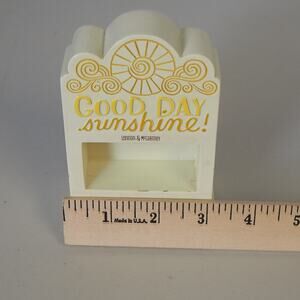 GOOD DAY
sunshine!
LENNON & McCARTNEY
1 Made in U.S.A. 2 3 4 5